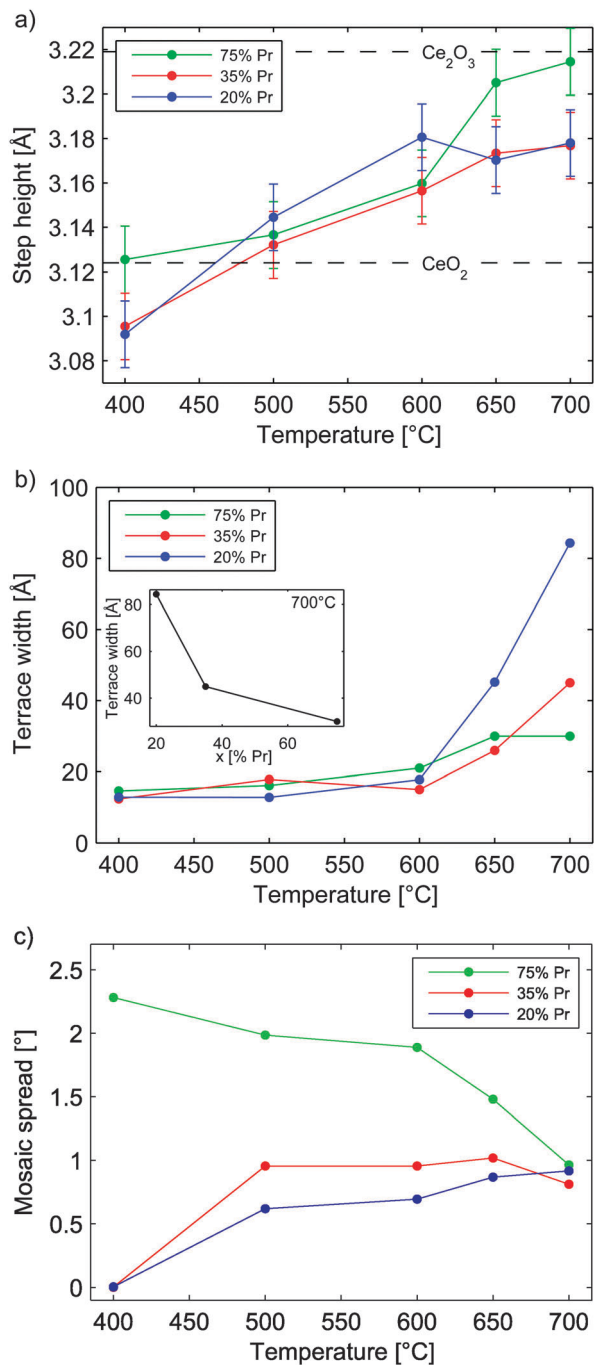 a)
75% Pr
35% Pr
20% Pr
Ce₂O₃
CeO₂
3.22
3.2
3.18
3.16
3.14
3.12
3.1
3.08
Step height [Å]
400 450 500 550 600 650 700
Temperature [°C]
b)
75% Pr
35% Pr
20% Pr
100
80
60
40
20
0
Terrace width [Å]
700°C
80
60
40
Terrace width [Å]
20 40 60
x [% Pr]
400 450 500 550 600 650 700
Temperature [°C]
c)
75% Pr
35% Pr
20% Pr
2.5
2
1.5
1
0.5
0
Mosaic spread [°]
400 450 500 550 600 650 700
Temperature [°C]